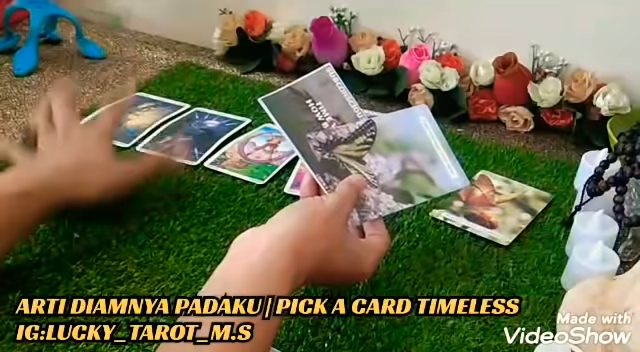 ARTI DIAMNYA PADAKU | PICK A CARD TIMELESS
IG:LUCKY_TAROT_M.S
Made with
VideoShow